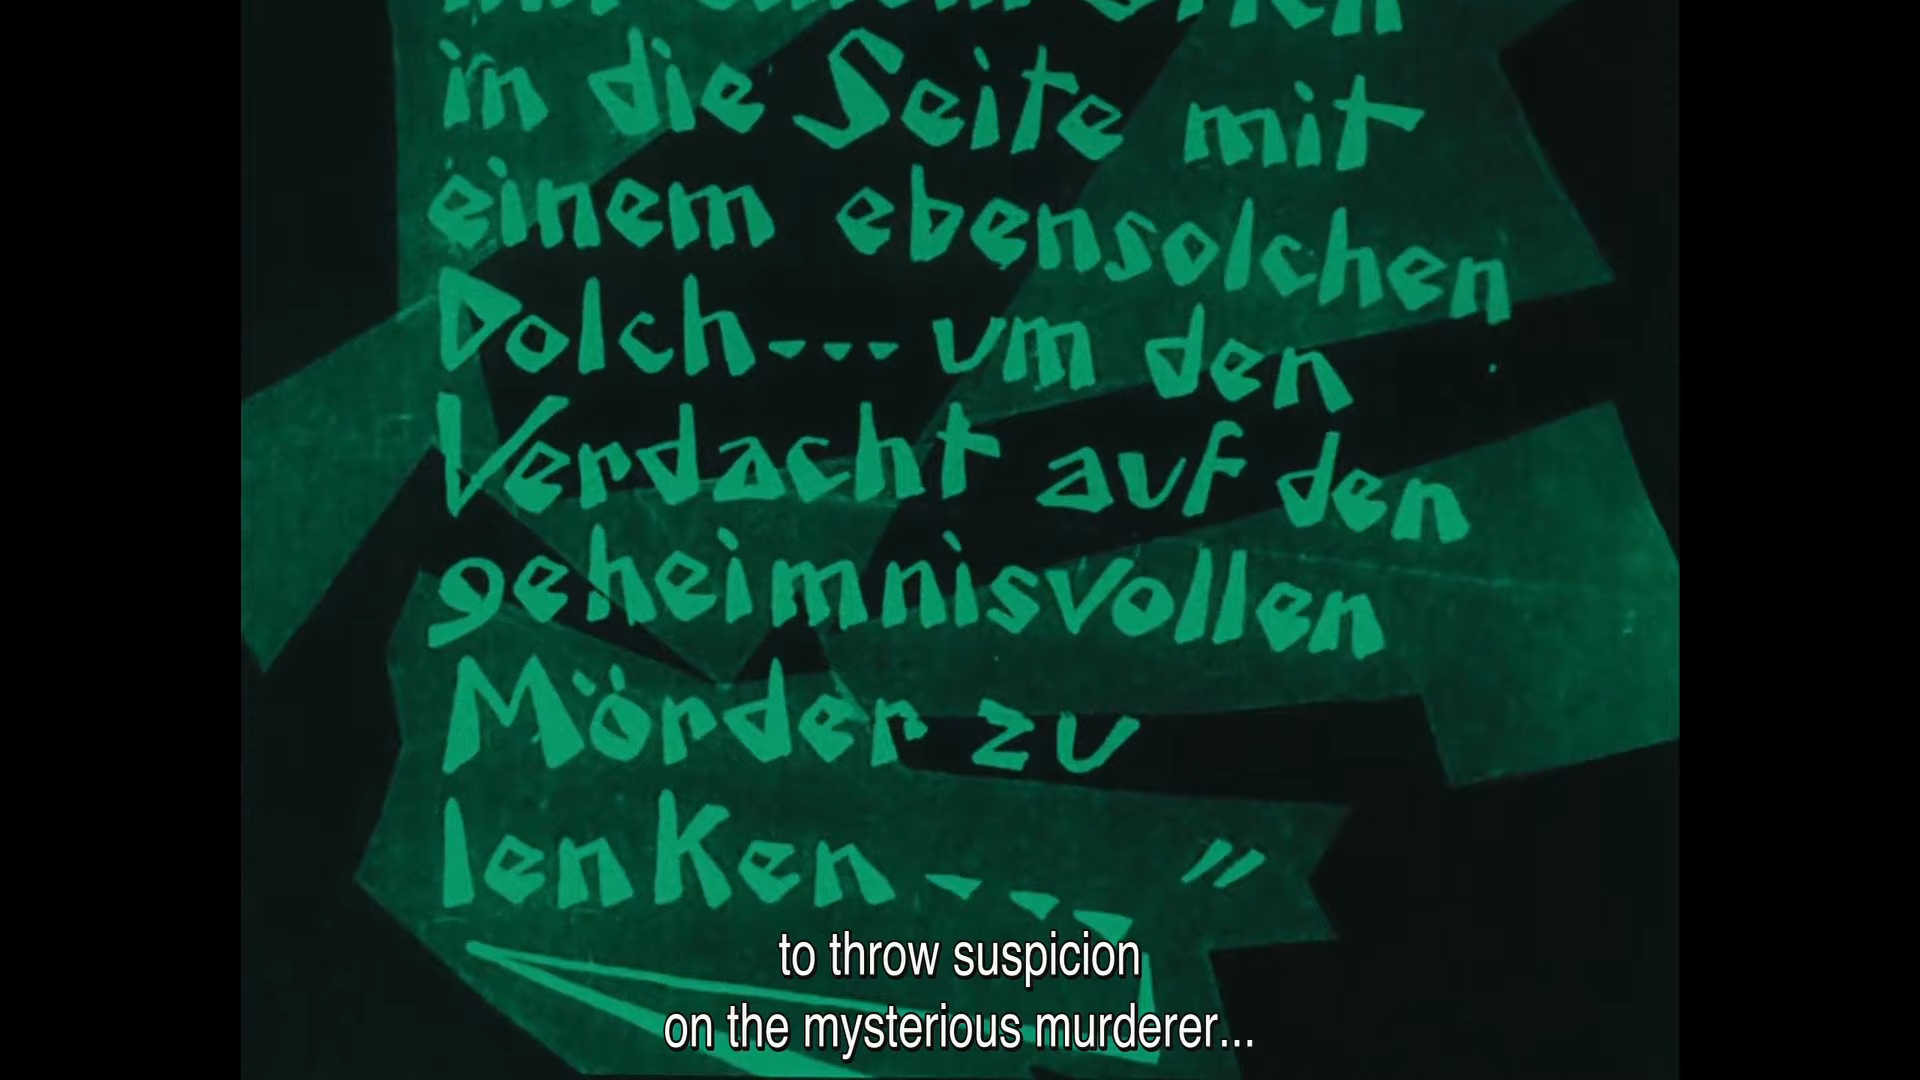 in die Seite mit
einem ebensolchen
Dolch--- um den
Verdacht auf den
geheimnisvollen
Mörder zu
lenken--- "
to throw suspicion
on the mysterious murderer...